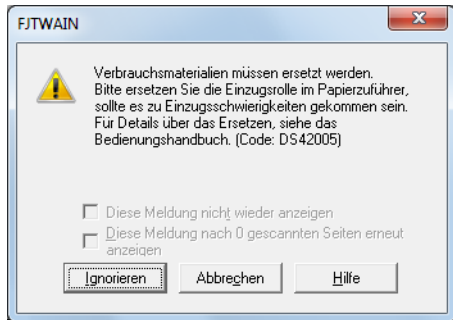 FJTWAIN
Verbrauchsmaterialien müssen ersetzt werden.
Bitte ersetzen Sie die Einzugsrolle im Papierzuführer,
sollte es zu Einzugsschwierigkeiten gekommen sein.
Für Details über das Ersetzen, siehe das
Bedienungshandbuch. (Code: DS42005)
Diese Meldung nicht wieder anzeigen
Diese Meldung nach 0 gescannten Seiten erneut
anzeigen
Ignorieren Abbrechen Hilfe